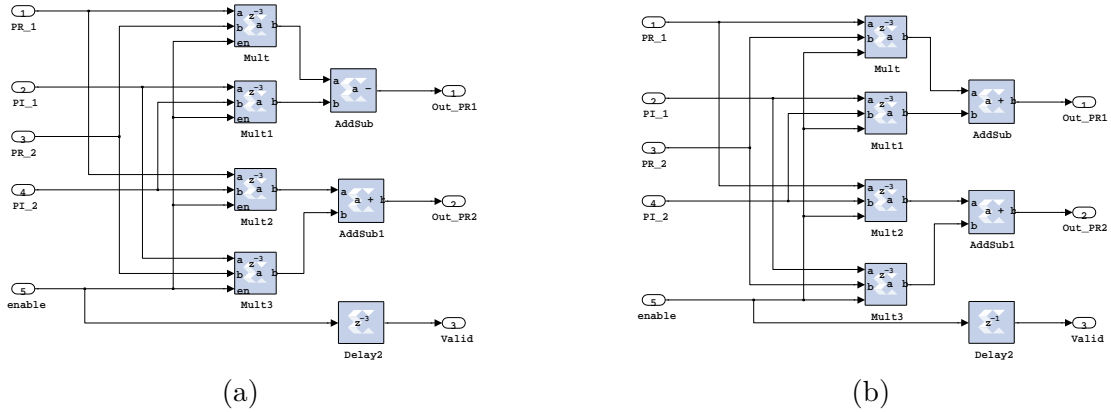 1
PR_1
2
PI_1
3
PR_2
4
PI_2
5
enable
a
b
en
z⁻³
a b
Mult
a
b
en
z⁻³
a b
Mult1
a
b
en
z⁻³
a b
Mult2
a
b
en
z⁻³
a b
Mult3
a
b
a −
AddSub
a
b
a + b
AddSub1
z⁻³
Delay2
1
Out_PR1
2
Out_PR2
3
Valid
(a)
1
PR_1
2
PI_1
3
PR_2
4
PI_2
5
enable
a
b
z⁻³
a b
Mult
a
b
z⁻³
a b
Mult1
a
b
z⁻³
a b
Mult2
a
b
z⁻³
a b
Mult3
a
b
a + b
AddSub
a
b
a + b
AddSub1
z⁻¹
Delay2
1
Out_PR1
2
Out_PR2
3
Valid
(b)